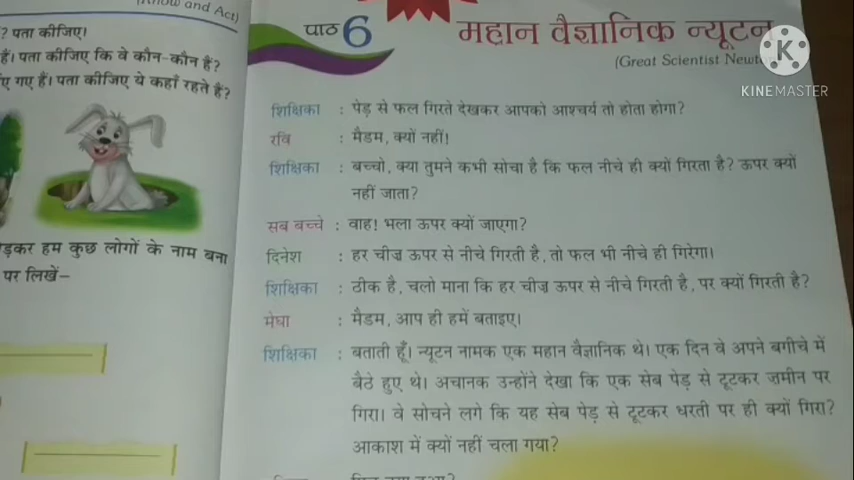 (Know and Act)
? पता कीजिए।
हैं। पता कीजिए कि वे कौन-कौन हैं?
ए गए हैं। पता कीजिए ये कहाँ रहते हैं?
ड़कर हम कुछ लोगों के नाम बना
पर लिखें–
पाठ 6
महान वैज्ञानिक न्यूटन
(Great Scientist Newto
KINEMASTER
शिक्षिका : पेड़ से फल गिरते देखकर आपको आश्चर्य तो होता होगा?
रवि : मैडम, क्यों नहीं!
शिक्षिका : बच्चो, क्या तुमने कभी सोचा है कि फल नीचे ही क्यों गिरता है? ऊपर क्यों
नहीं जाता?
सब बच्चे : वाह! भला ऊपर क्यों जाएगा?
दिनेश : हर चीज़ ऊपर से नीचे गिरती है, तो फल भी नीचे ही गिरेगा।
शिक्षिका : ठीक है, चलो माना कि हर चीज़ ऊपर से नीचे गिरती है, पर क्यों गिरती है?
मेघा : मैडम, आप ही हमें बताइए।
शिक्षिका : बताती हूँ। न्यूटन नामक एक महान वैज्ञानिक थे। एक दिन वे अपने बगीचे में
बैठे हुए थे। अचानक उन्होंने देखा कि एक सेब पेड़ से टूटकर ज़मीन पर
गिरा। वे सोचने लगे कि यह सेब पेड़ से टूटकर धरती पर ही क्यों गिरा?
आकाश में क्यों नहीं चला गया?